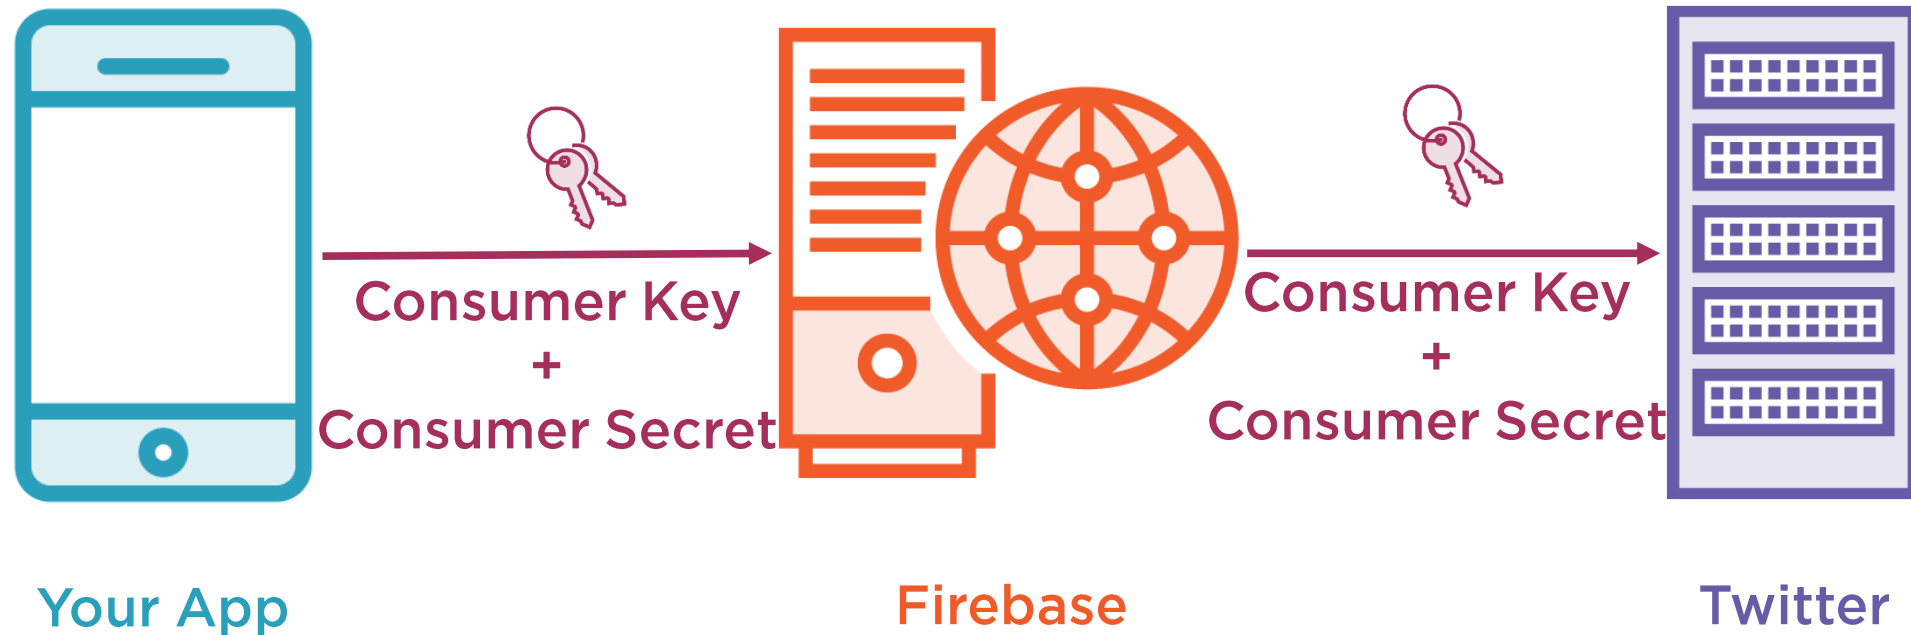 Consumer Key
+
Consumer Secret
Consumer Key
+
Consumer Secret
Your App
Firebase
Twitter